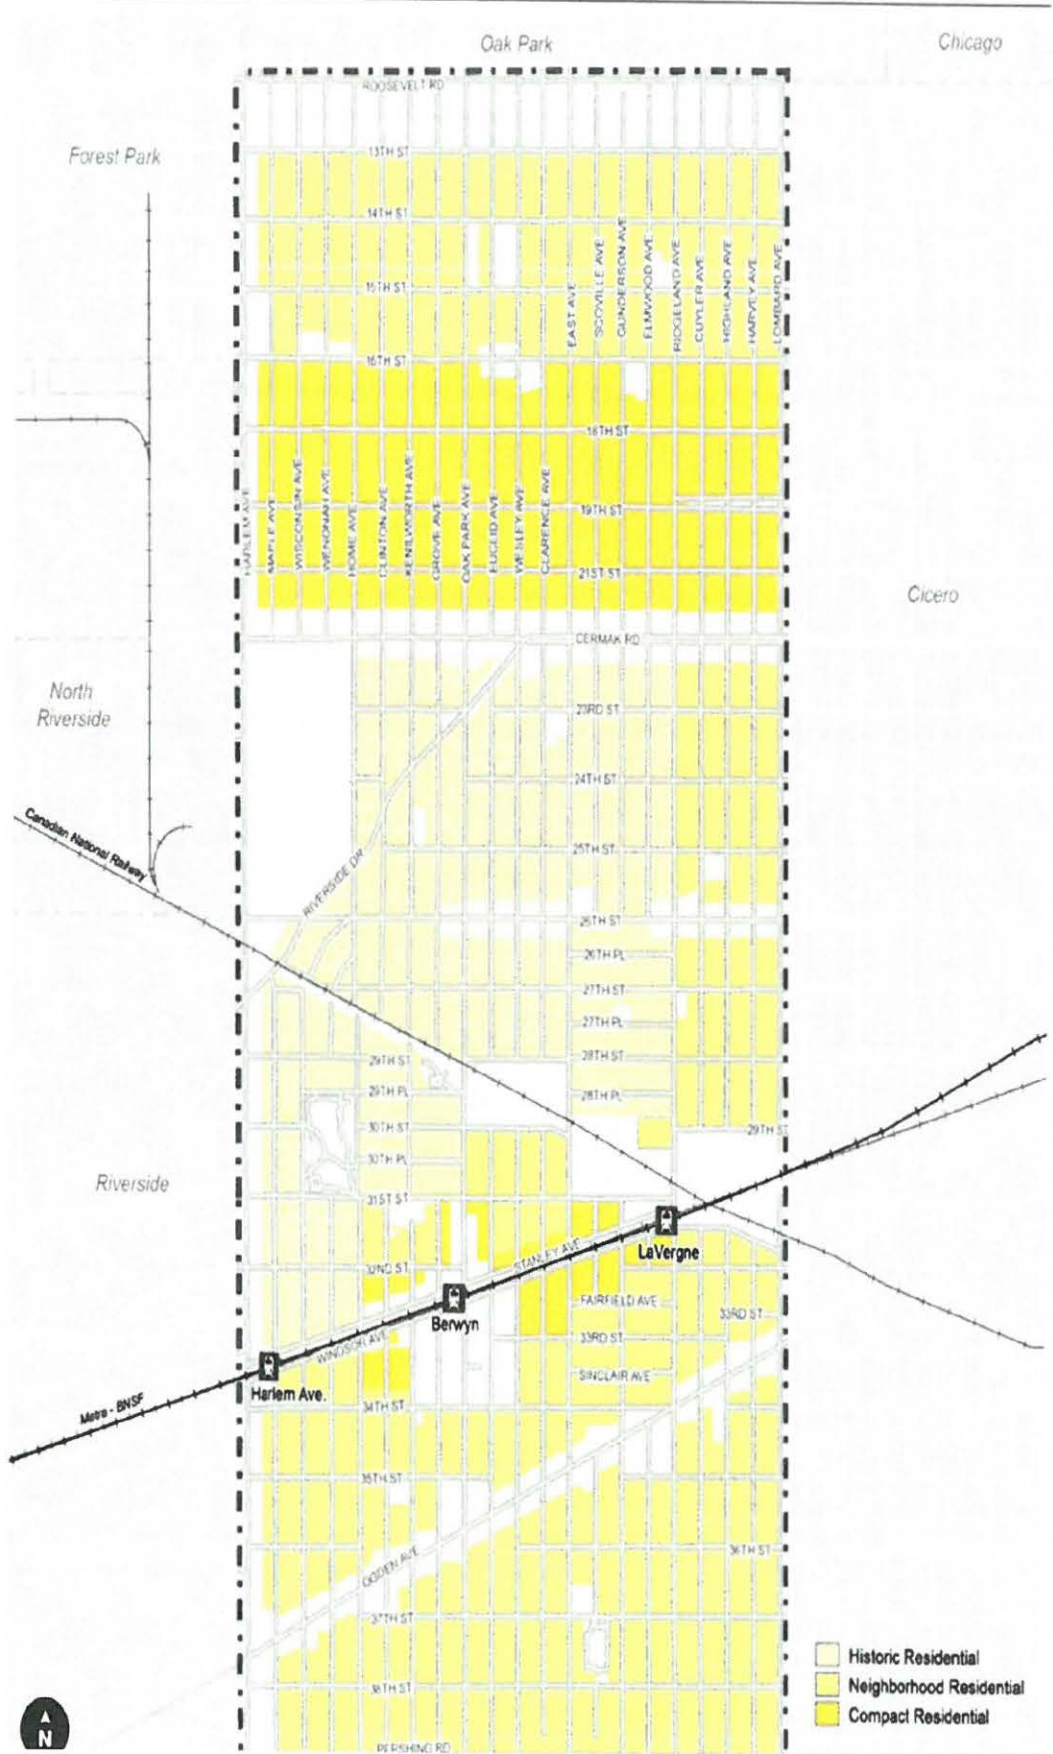 Oak Park
Chicago
ROOSEVELT RD
Forest Park
13TH ST
14TH ST
15TH ST
EAST AVE
SCOVILLE AVE
GUNDERSON AVE
ELMWOOD AVE
RIDGELAND AVE
CUYLER AVE
HIGHLAND AVE
HARVEY AVE
LOMBARD AVE
16TH ST
18TH ST
HARLEM AVE
MAPLE AVE
WISCONSIN AVE
WENONAH AVE
HOME AVE
CLINTON AVE
KENILWORTH AVE
GROVE AVE
OAK PARK AVE
EUCLID AVE
WESLEY AVE
CLARENCE AVE
19TH ST
21ST ST
Cicero
CERMAK RD
North
Riverside
23RD ST
24TH ST
Canadian National Railway
25TH ST
RIVERSIDE DR
26TH ST
26TH PL
27TH ST
27TH PL
29TH ST
28TH ST
29TH PL
28TH PL
30TH ST
29TH S
30TH PL
Riverside
31ST ST
LaVergne
STANLEY AVE
32ND ST
FAIRFIELD AVE
33RD ST
Berwyn
33RD ST
WINDSOR AVE
SINCLAIR AVE
Harlem Ave.
Metra - BNSF
34TH ST
35TH ST
36TH ST
OGDEN AVE
37TH ST
Historic Residential
Neighborhood Residential
Compact Residential
38TH ST
N
PERSHING RD